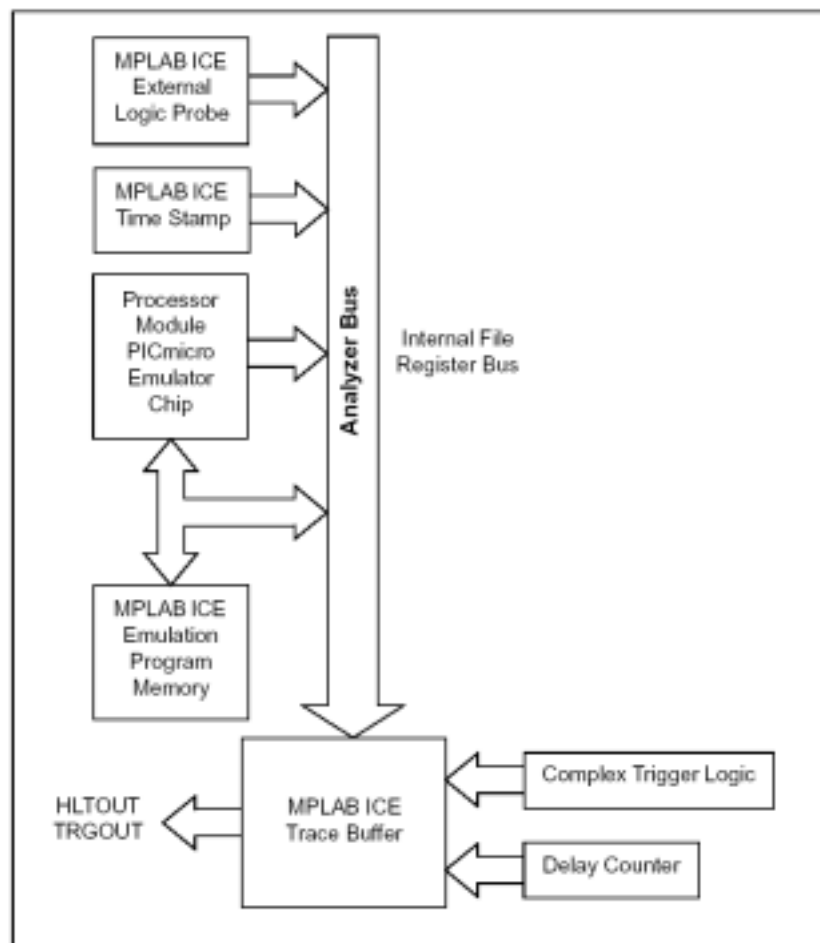 MPLAB ICE
External
Logic Probe
MPLAB ICE
Time Stamp
Processor
Module
PICmicro
Emulator
Chip
Analyzer Bus
Internal File
Register Bus
MPLAB ICE
Emulation
Program
Memory
HLTOUT
TRGOUT
MPLAB ICE
Trace Buffer
Complex Trigger Logic
Delay Counter